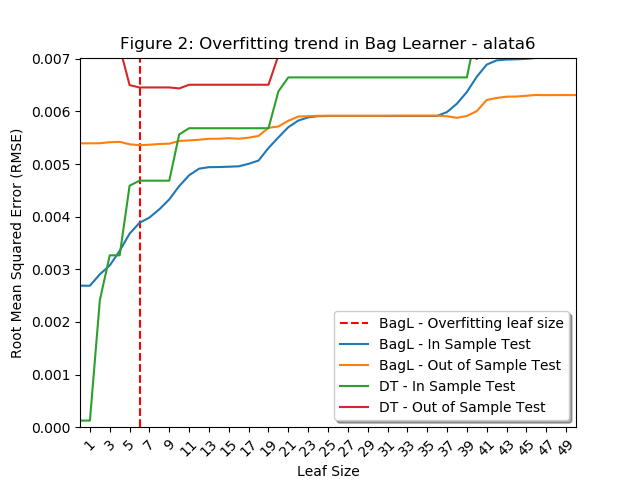 Figure 2: Overfitting trend in Bag Learner - alata6
Root Mean Squared Error (RMSE)
0.007
0.006
0.005
0.004
0.003
0.002
0.001
0.000
BagL - Overfitting leaf size
BagL - In Sample Test
BagL - Out of Sample Test
DT - In Sample Test
DT - Out of Sample Test
1 3 5 7 9 11 13 15 17 19 21 23 25 27 29 31 33 35 37 39 41 43 45 47 49
Leaf Size